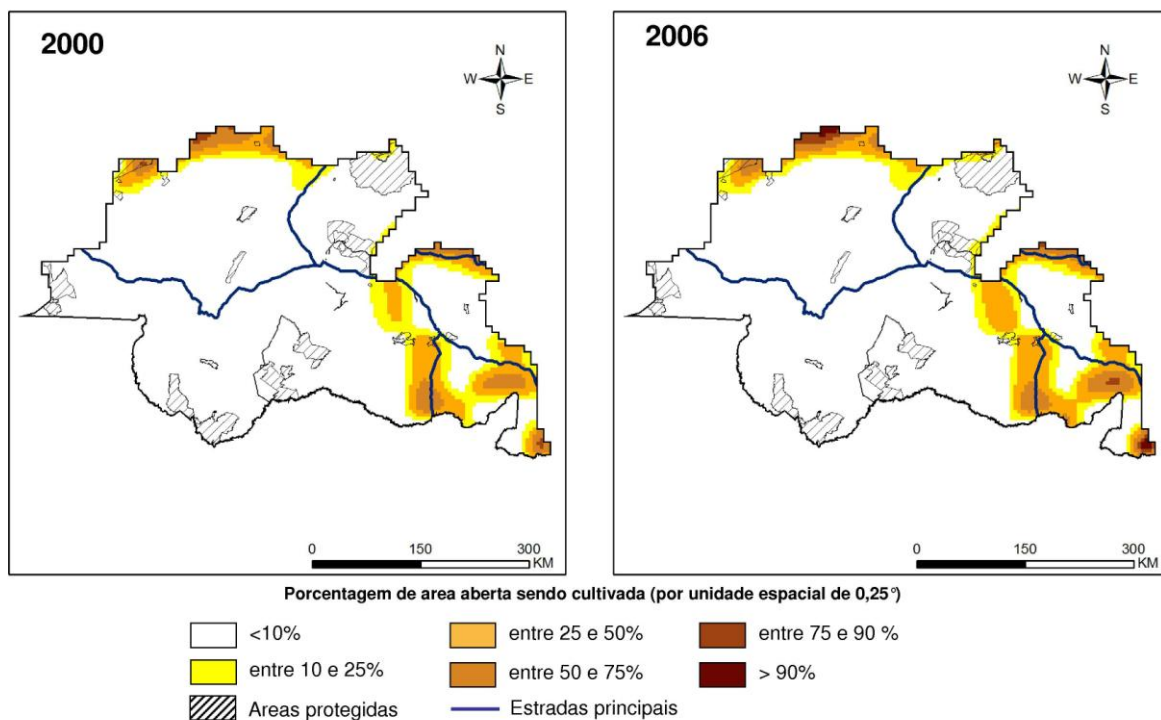 2000
N
W E
S
0 150 300
KM
2006
N
W E
S
0 150 300
KM
Porcentagem de area aberta sendo cultivada (por unidade espacial de 0,25°)
<10% entre 25 e 50% entre 75 e 90 %
entre 10 e 25% entre 50 e 75% > 90%
Areas protegidas Estradas principais